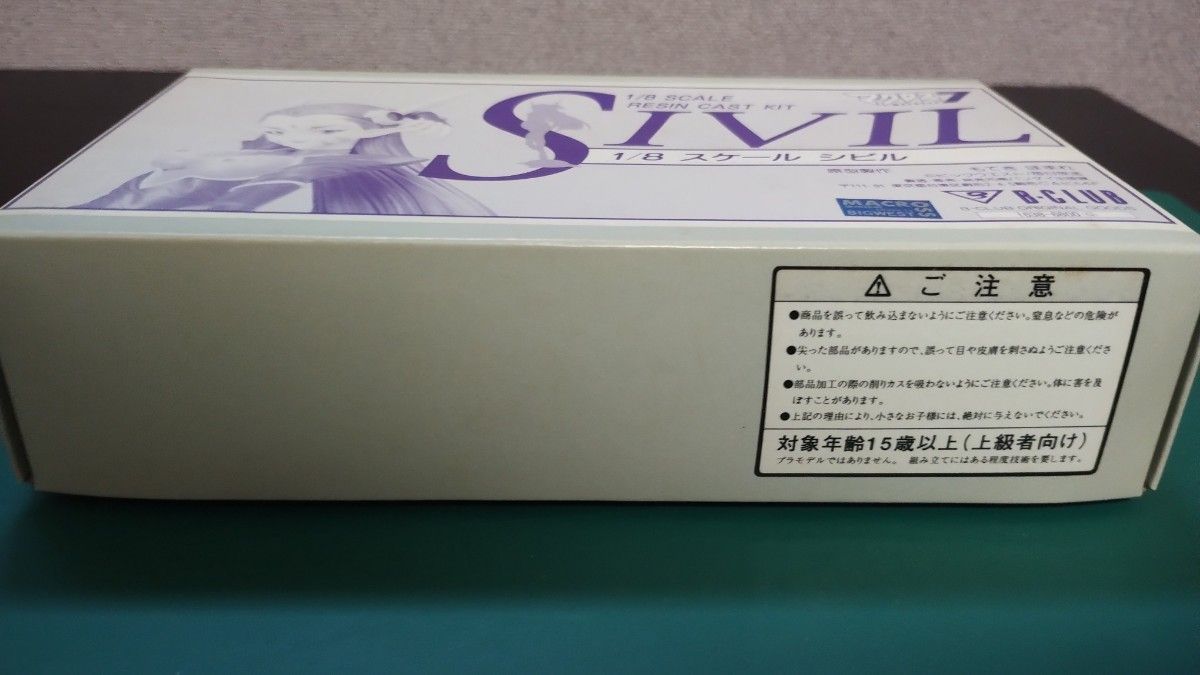 1/8 SCALE
RESIN CAST KIT
SIVIL
1/8 スケール シビル
原型製作
B-CLUB
B-CLUB ORIGINAL GOODS
MACROSS
BIGWEST
⚠ ご注意
●商品を誤って飲み込まないようにご注意ください。窒息などの危険が
あります。
●尖った部品がありますので、誤って目や皮膚を刺さぬようご注意くださ
い。
●部品加工の際の削りカスを吸わないようにご注意ください。体に害を及
ぼすことがあります。
●上記の理由により、小さなお子様には、絶対に与えないでください。
対象年齢15歳以上(上級者向け)
プラモデルではありません。 組み立てにはある程度技術を要します。